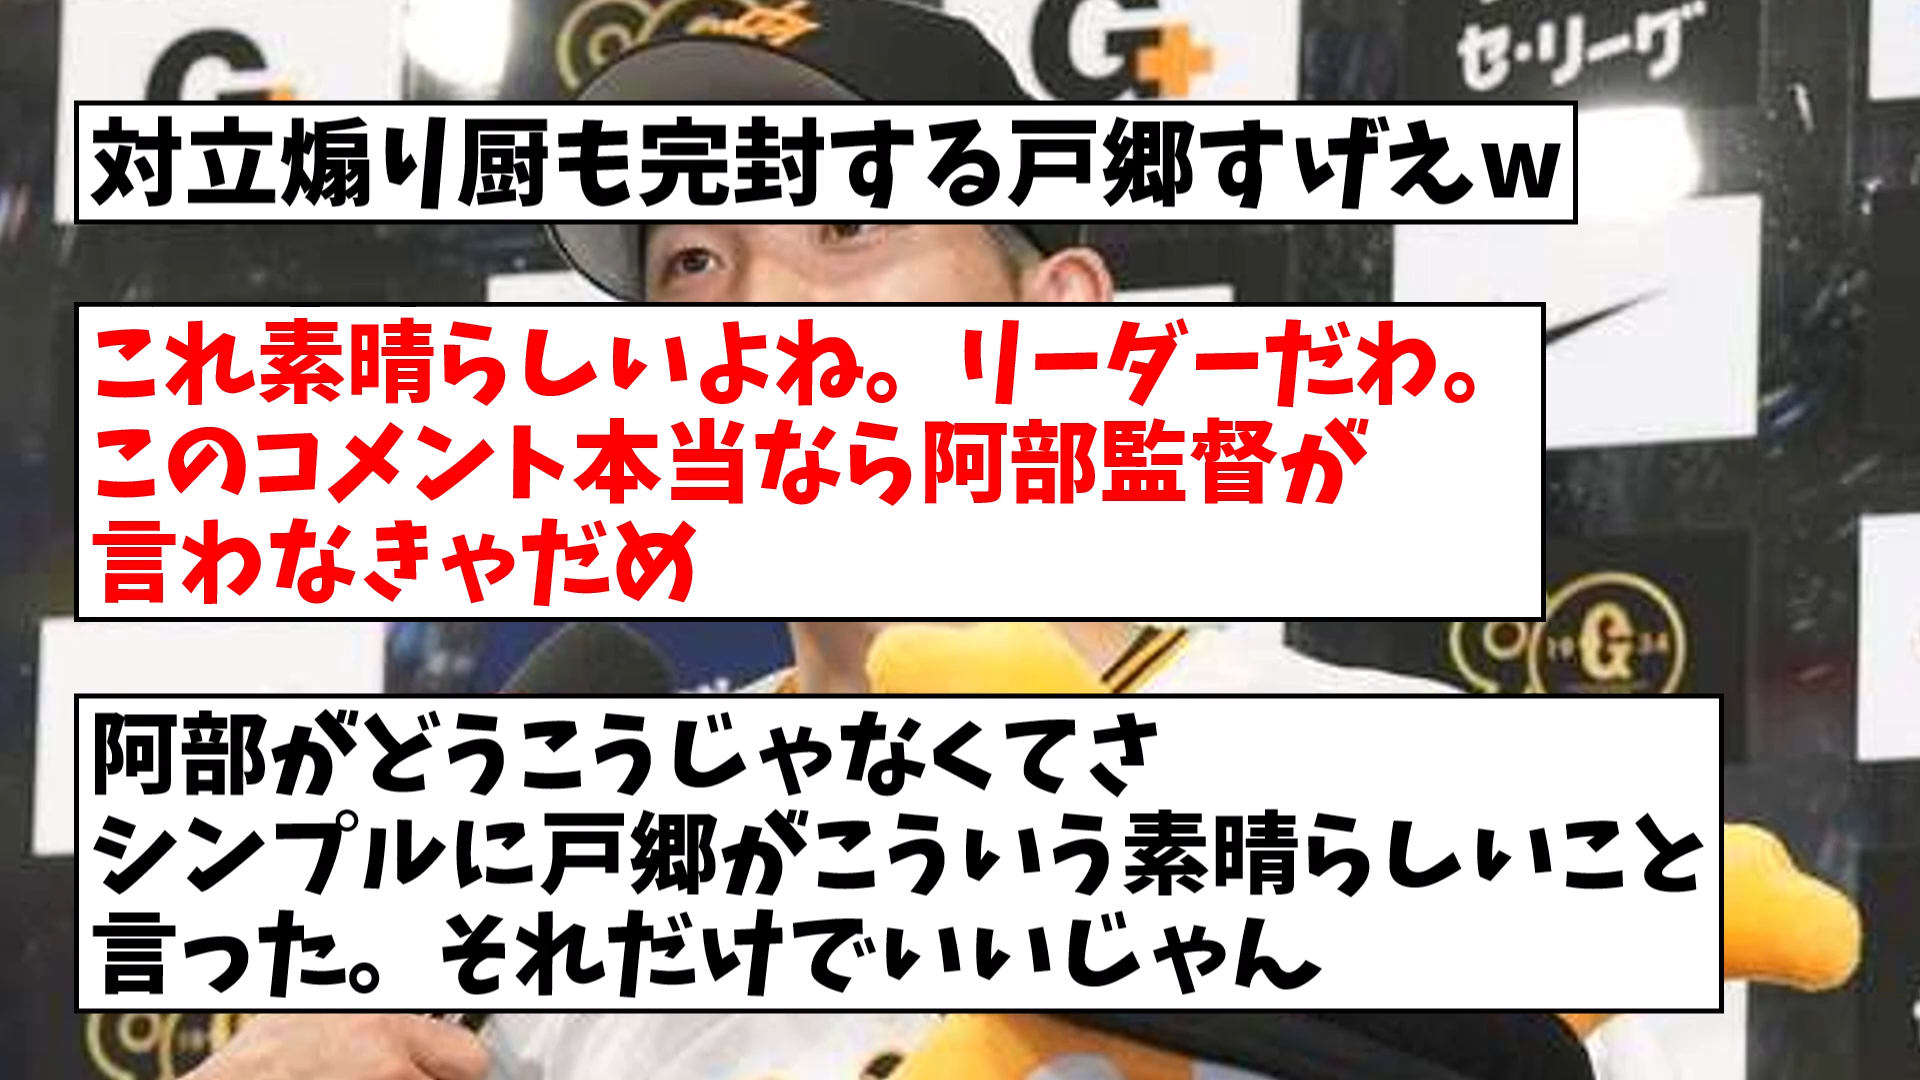 G
G+
セ・リーグ
対立煽り厨も完封する戸郷すげえw
これ素晴らしいよね。リーダーだわ。
このコメント本当なら阿部監督が
言わなきゃだめ
19 G 34
阿部がどうこうじゃなくてさ
シンプルに戸郷がこういう素晴らしいこと
言った。それだけでいいじゃん